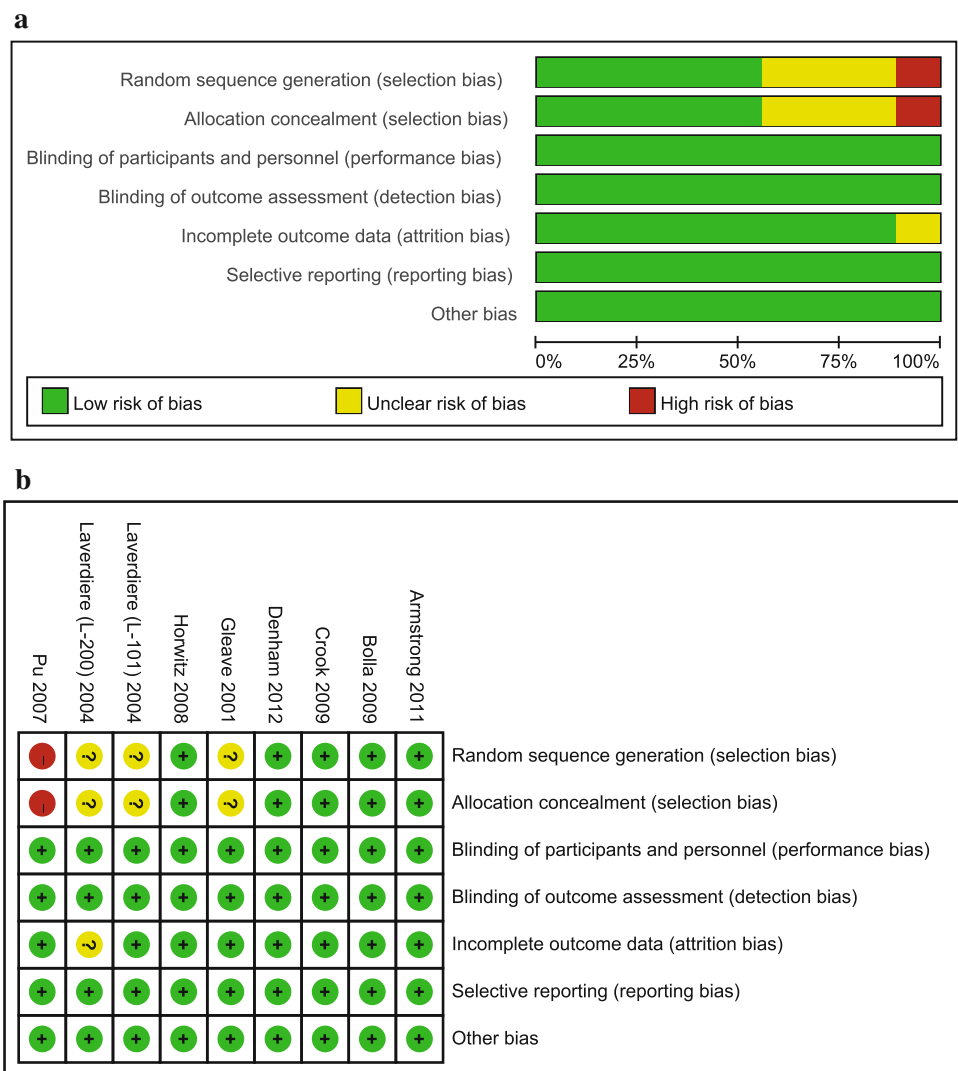 a
Random sequence generation (selection bias)
Allocation concealment (selection bias)
Blinding of participants and personnel (performance bias)
Blinding of outcome assessment (detection bias)
Incomplete outcome data (attrition bias)
Selective reporting (reporting bias)
Other bias
0% 25% 50% 75% 100%
Low risk of bias Unclear risk of bias High risk of bias
b
Pu 2007
Laverdiere (L-200) 2004
Laverdiere (L-101) 2004
Horwitz 2008
Gleave 2001
Denham 2012
Crook 2009
Bolla 2009
Armstrong 2011
– ? ? + ? + + + + Random sequence generation (selection bias)
– ? ? + ? + + + + Allocation concealment (selection bias)
+ + + + + + + + + Blinding of participants and personnel (performance bias)
+ + + + + + + + + Blinding of outcome assessment (detection bias)
+ ? + + + + + + + Incomplete outcome data (attrition bias)
+ + + + + + + + + Selective reporting (reporting bias)
+ + + + + + + + + Other bias